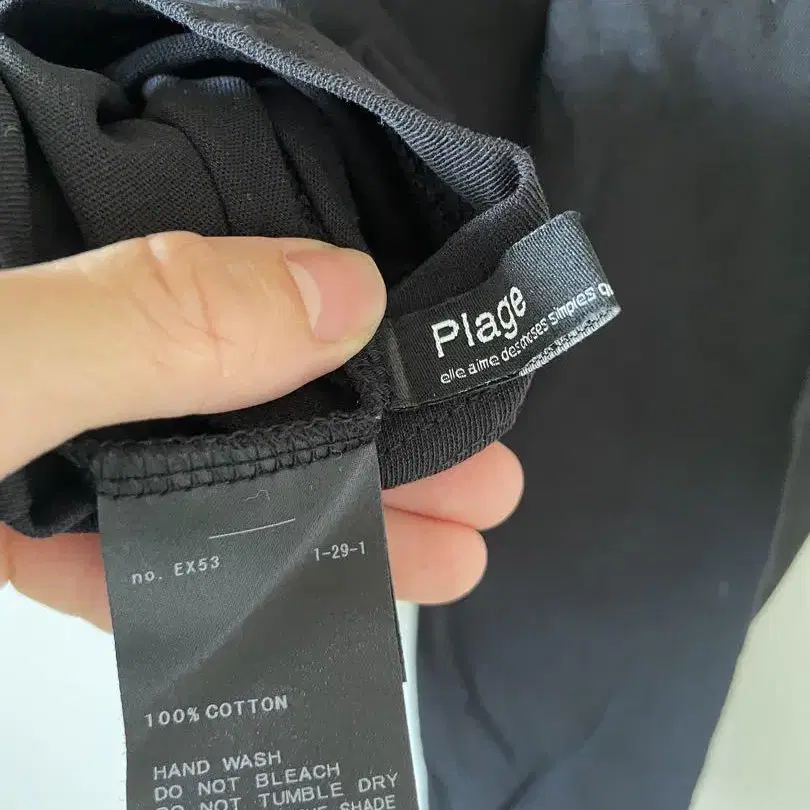 Plage
elle aime des choses simples
no. EX53 1-29-1
100% COTTON
HAND WASH
DO NOT BLEACH
DO NOT TUMBLE DRY
SHADE